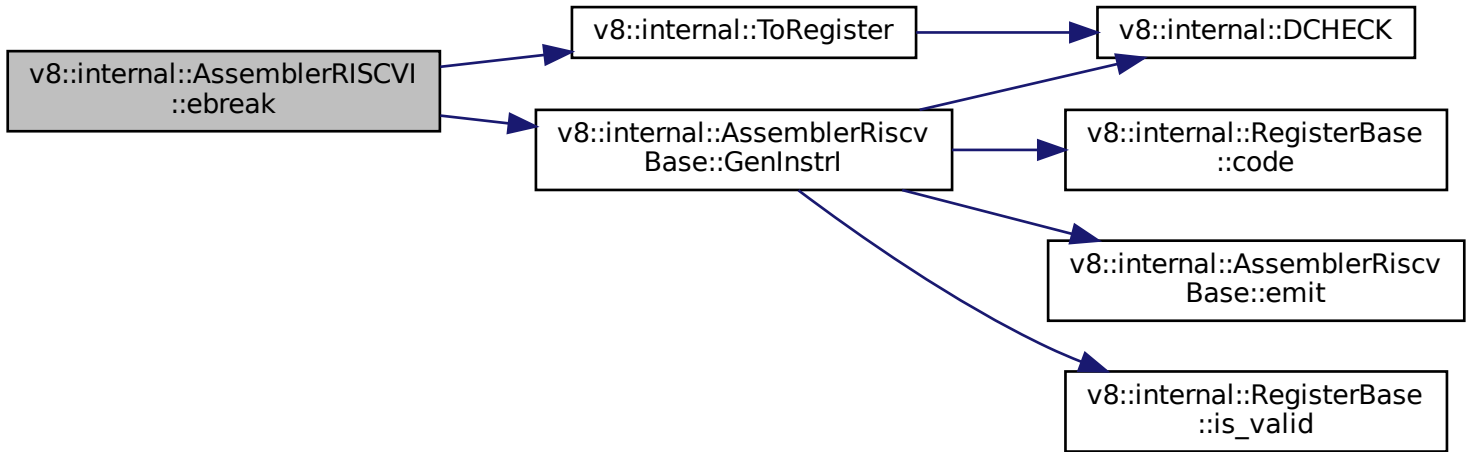 v8::internal::AssemblerRISCVI
::ebreak
v8::internal::ToRegister
v8::internal::DCHECK
v8::internal::AssemblerRiscv
Base::GenInstrI
v8::internal::RegisterBase
::code
v8::internal::AssemblerRiscv
Base::emit
v8::internal::RegisterBase
::is_valid